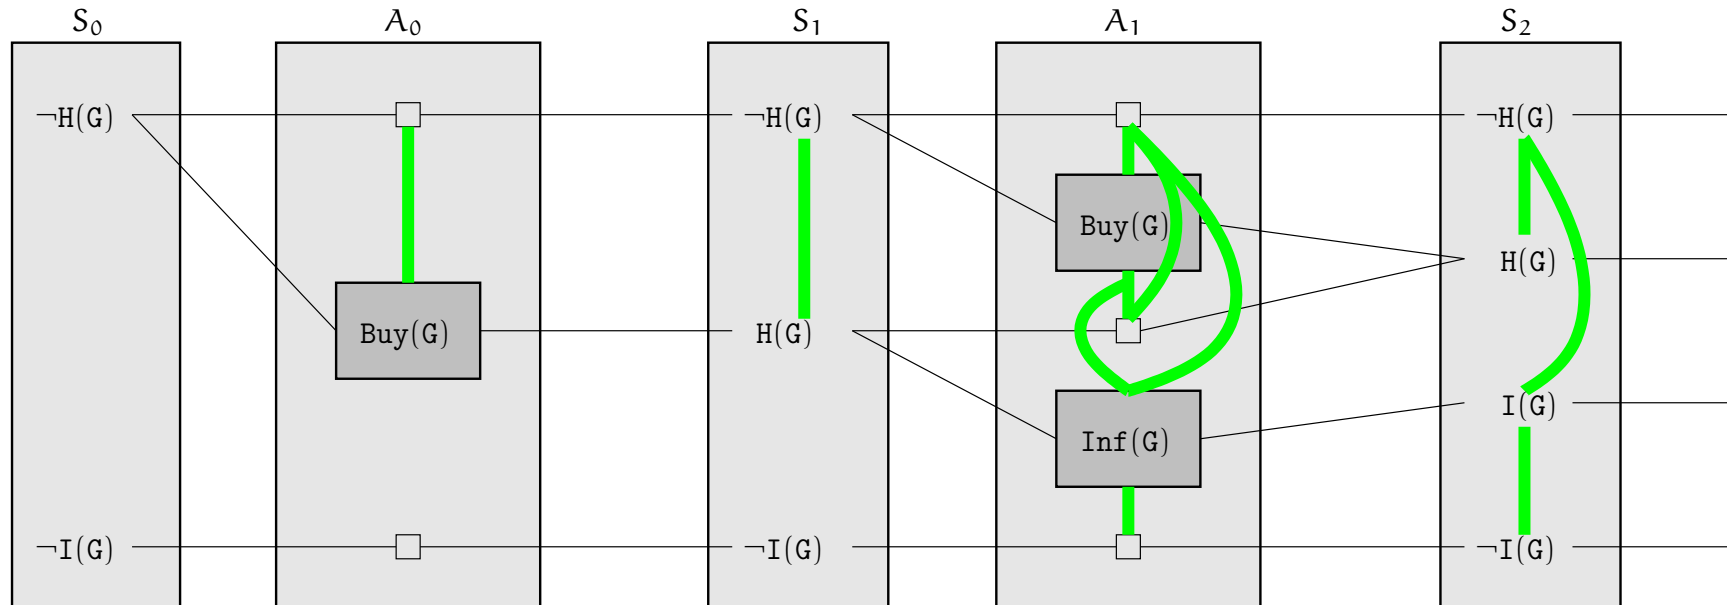 S₀ A₀ S₁ A₁ S₂
¬H(G) ¬H(G) ¬H(G)
Buy(G)
H(G)
Buy(G) H(G)
I(G)
Inf(G)
¬I(G) ¬I(G) ¬I(G)